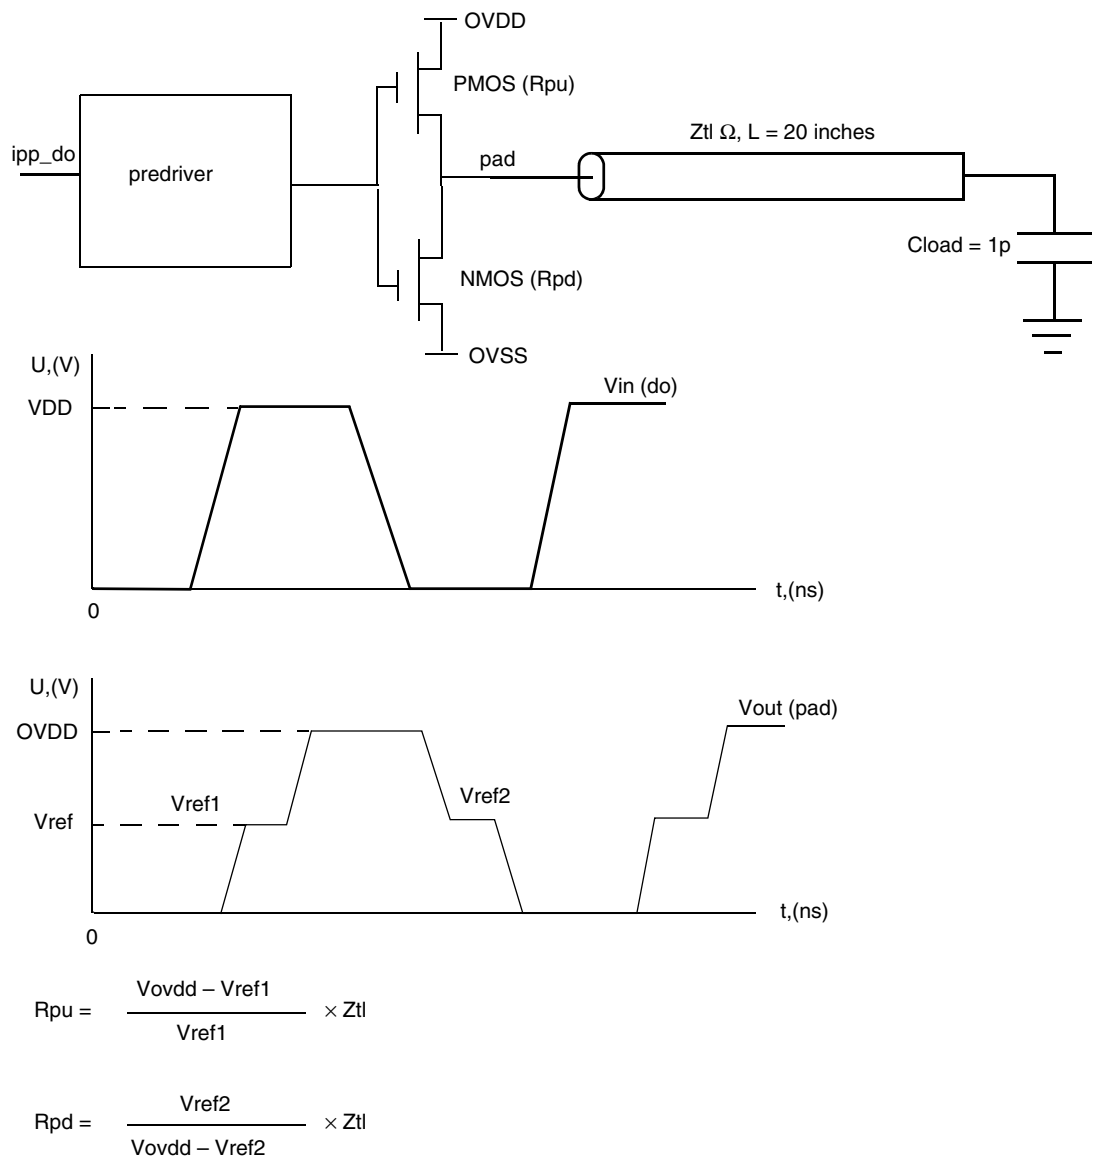 OVDD
PMOS (Rpu)
Ztl Ω, L = 20 inches
ipp_do
predriver
pad
Cload = 1p
NMOS (Rpd)
OVSS
U,(V)
VDD
Vin (do)
t,(ns)
0
U,(V)
OVDD
Vout (pad)
Vref1
Vref2
Vref
t,(ns)
0
Vovdd – Vref1
Rpu = × Ztl
Vref1
Vref2
Rpd = × Ztl
Vovdd – Vref2